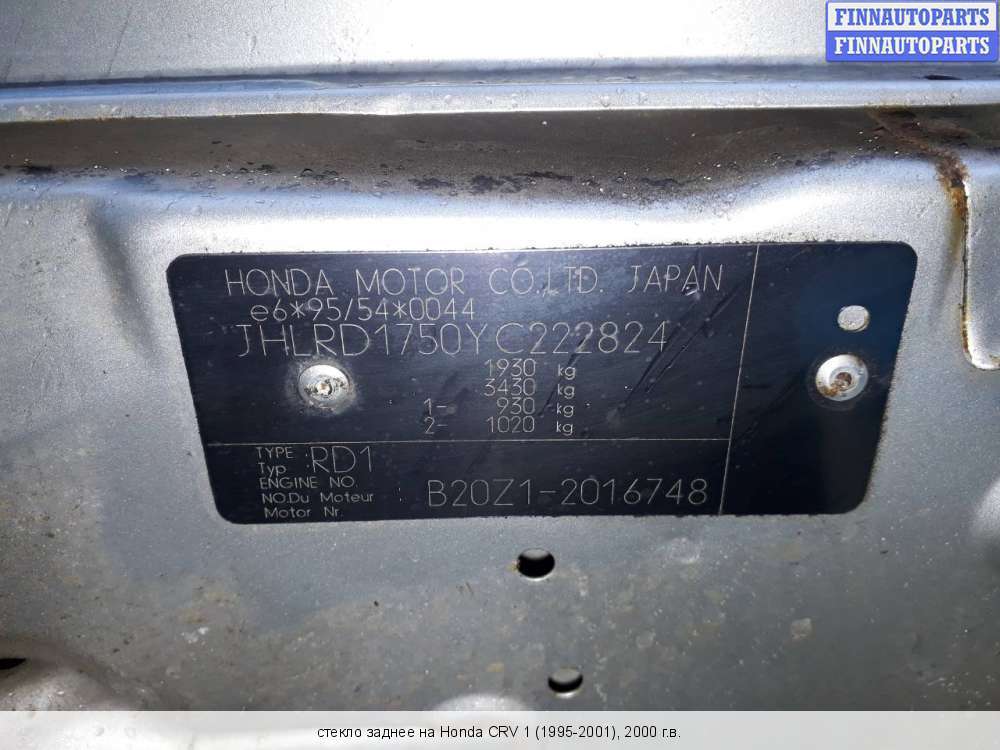 FINNAUTOPARTS
FINNAUTOPARTS
HONDA MOTOR CO.,LTD. JAPAN
e6*95/54*0044
JHLRD1750YC222824
1930 kg
3430 kg
1- 930 kg
2- 1020 kg
TYPE
Typ RD1
ENGINE NO.
NO.Du Moteur B20Z1-2016748
Motor Nr.
стекло заднее на Honda CRV 1 (1995-2001), 2000 г.в.